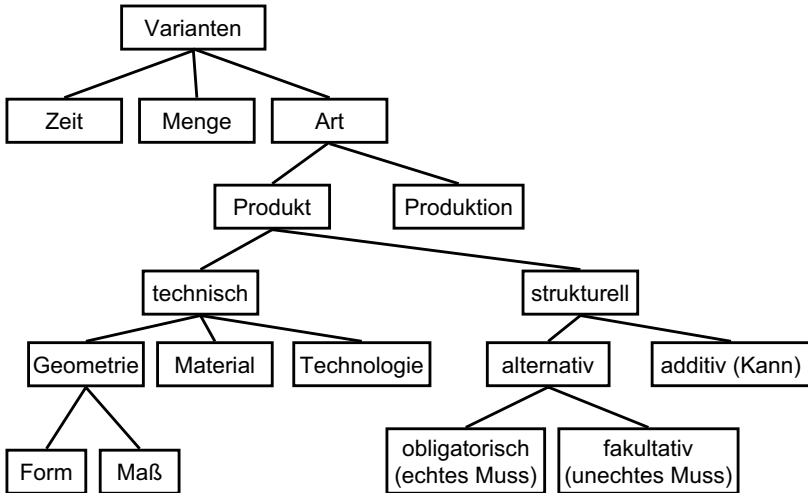 Varianten
Zeit
Menge
Art
Produkt
Produktion
technisch
strukturell
Geometrie
Material
Technologie
alternativ
additiv (Kann)
Form
Maß
obligatorisch
(echtes Muss)
fakultativ
(unechtes Muss)